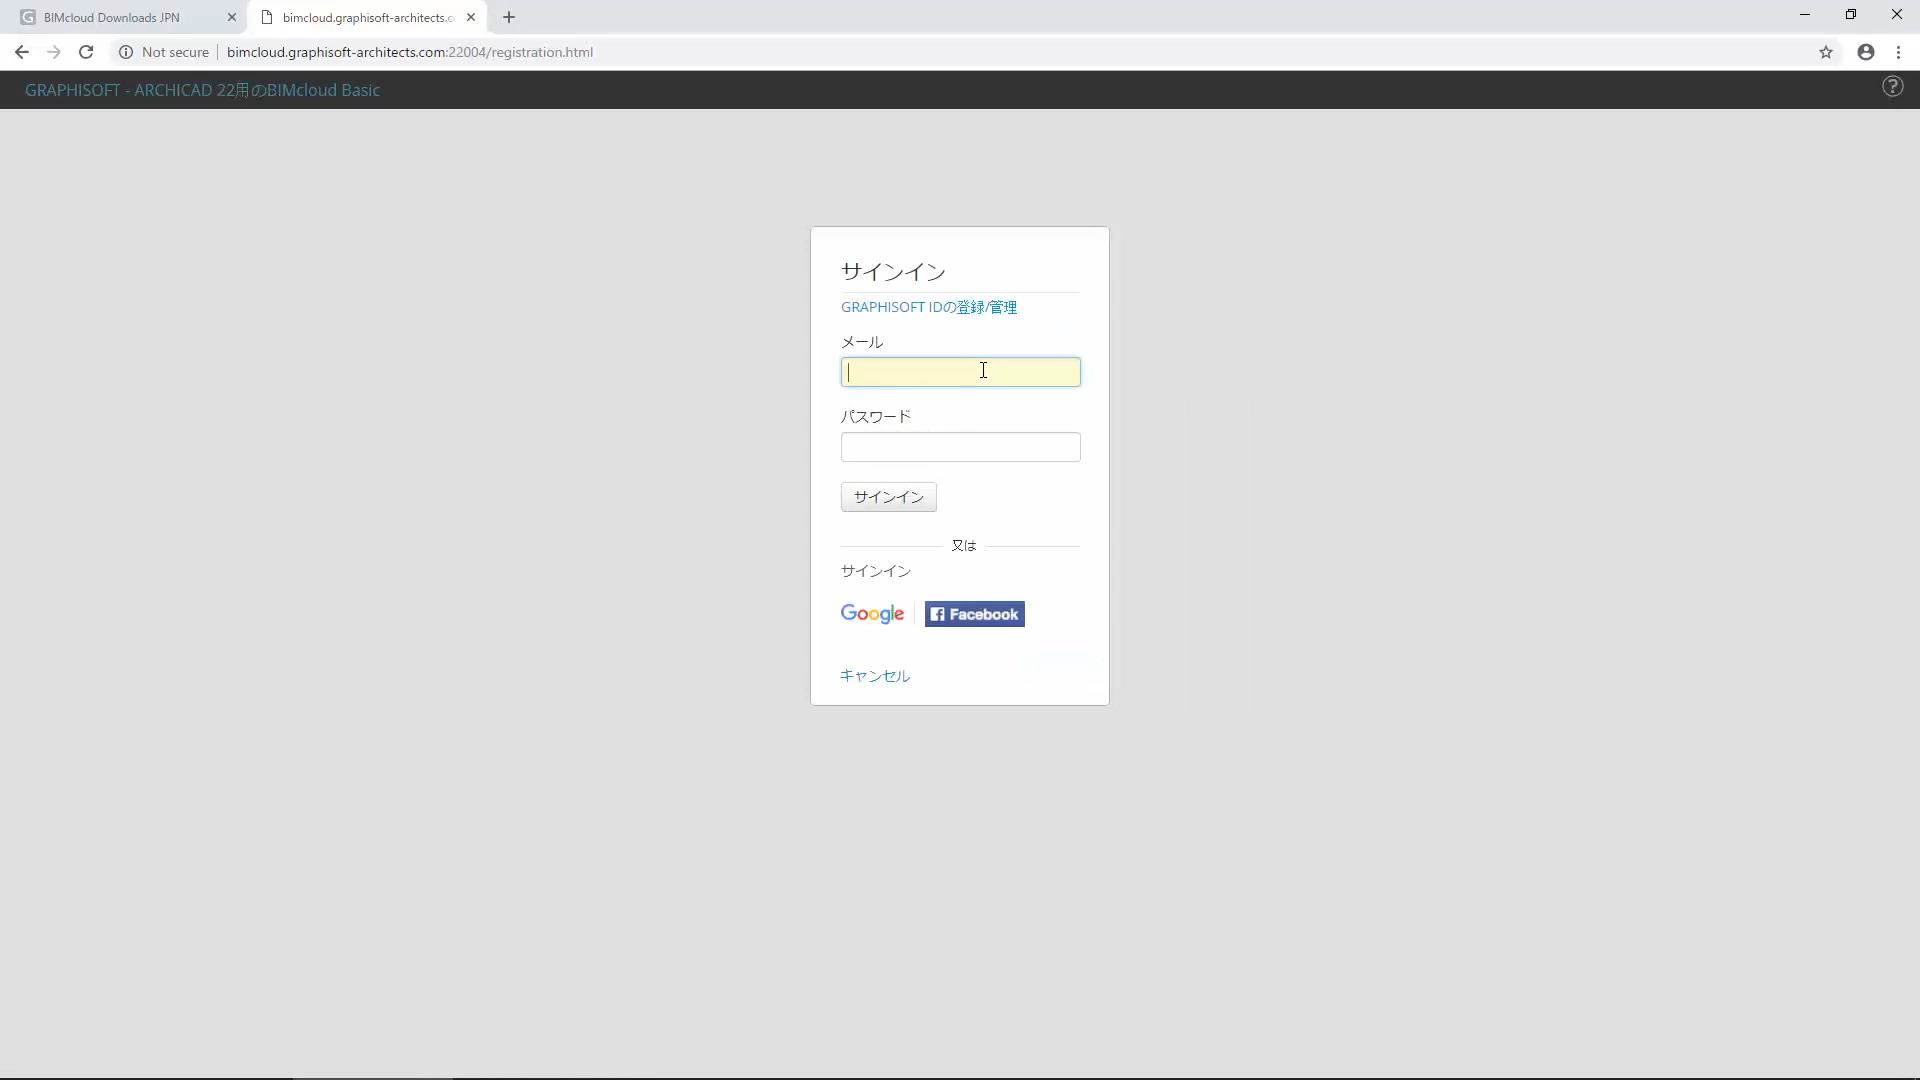 BIMcloud Downloads JPN
bimcloud.graphisoft-architects.c
Not secure
bimcloud.graphisoft-architects.com:22004/registration.html
GRAPHISOFT - ARCHICAD 22用のBIMcloud Basic
サインイン
GRAPHISOFT IDの登録/管理
メール
パスワード
サインイン
又は
サインイン
Google
Facebook
キャンセル